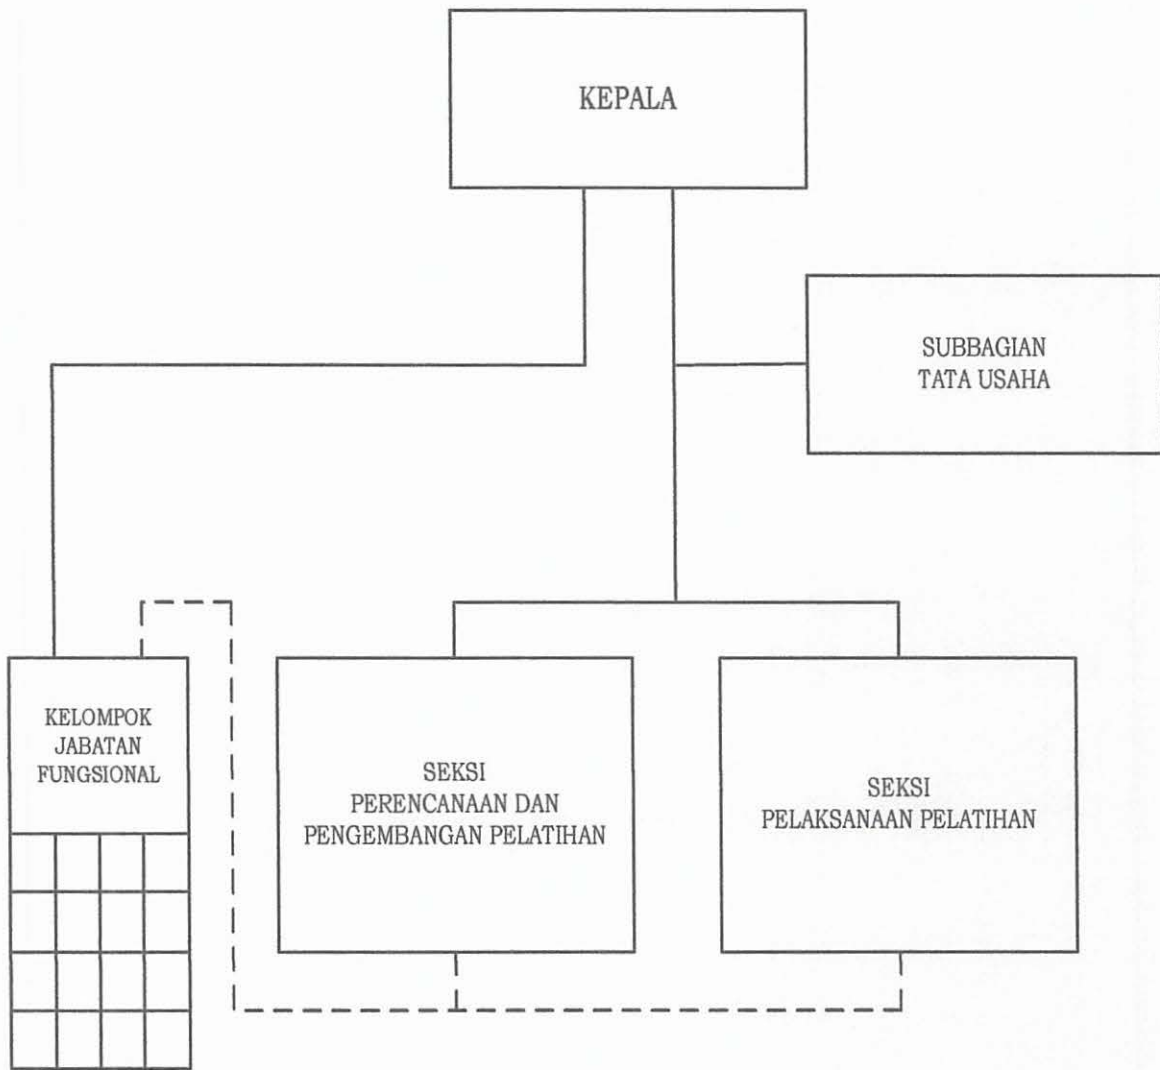 KEPALA
SUBBAGIAN
TATA USAHA
KELOMPOK
JABATAN
FUNGSIONAL
SEKSI
PERENCANAAN DAN
PENGEMBANGAN PELATIHAN
SEKSI
PELAKSANAAN PELATIHAN